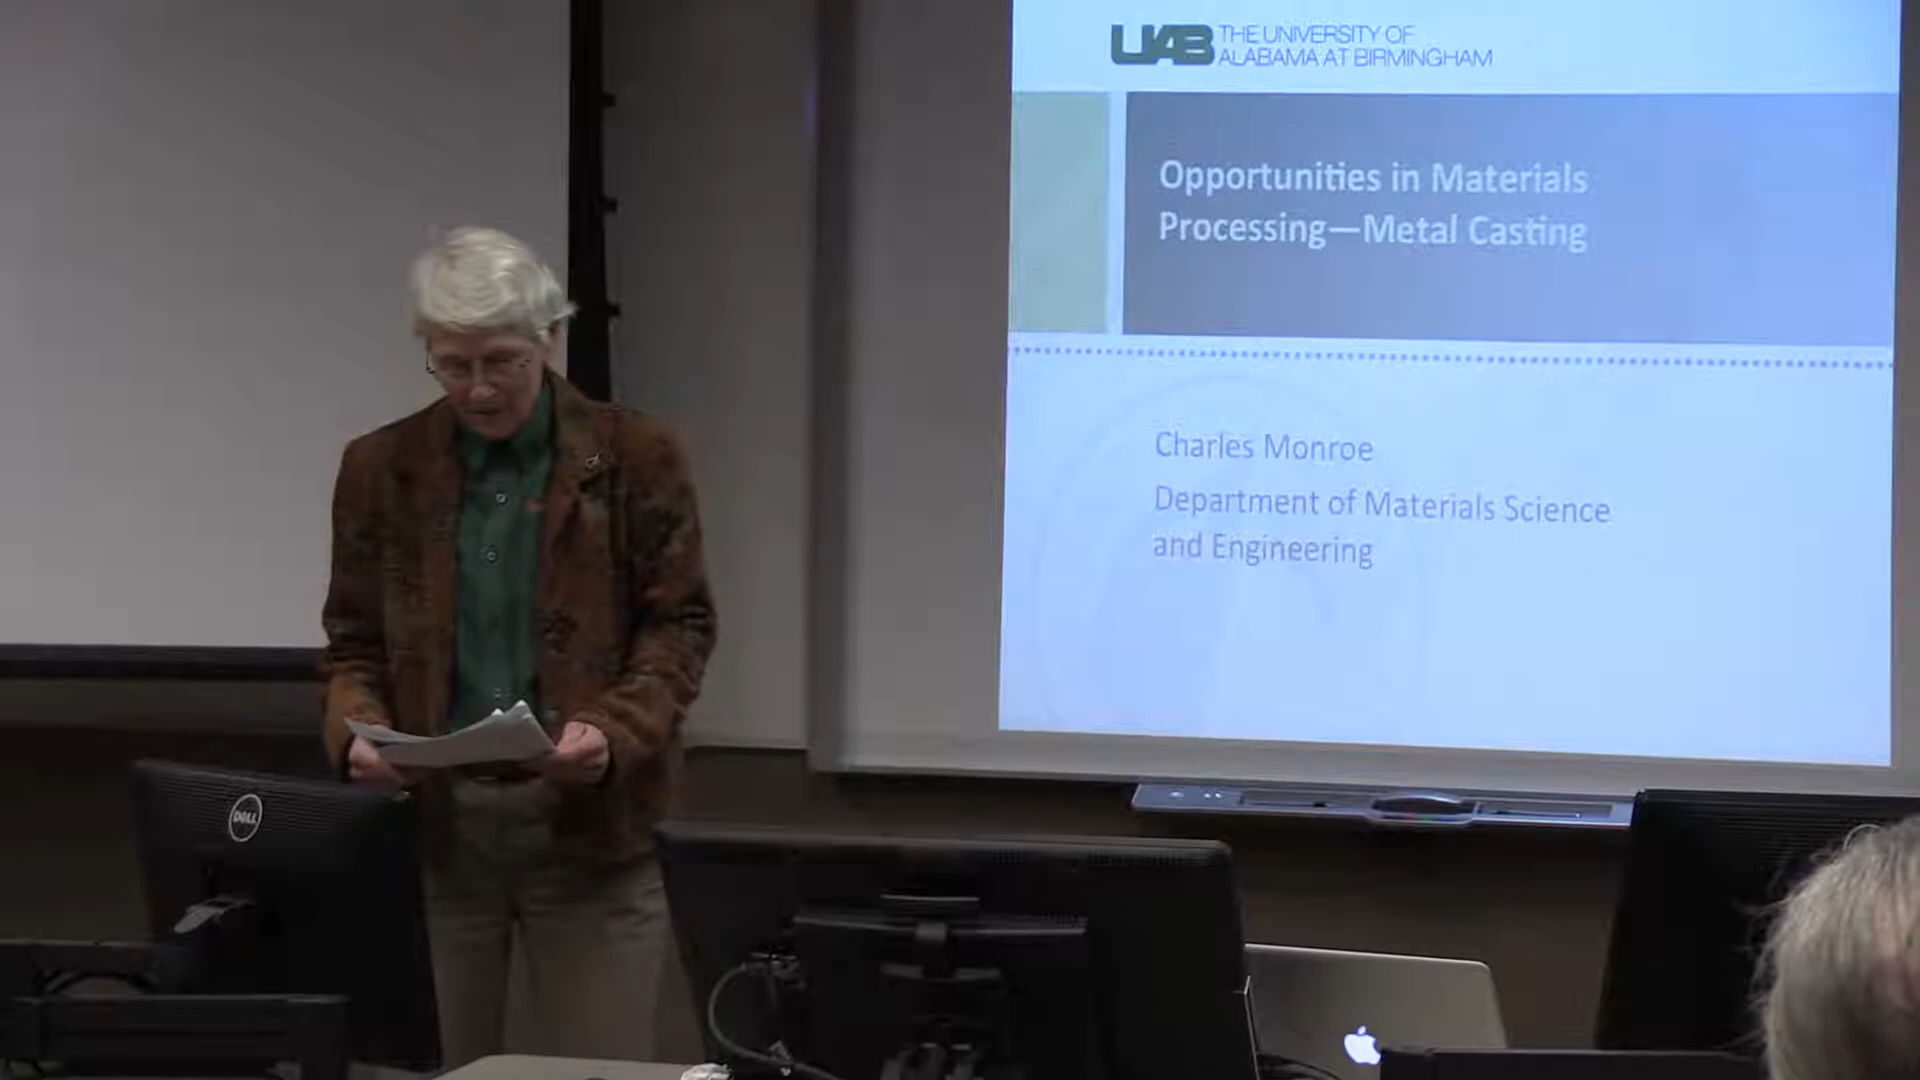 UAB THE UNIVERSITY OF
ALABAMA AT BIRMINGHAM
Opportunities in Materials
Processing—Metal Casting
Charles Monroe
Department of Materials Science
and Engineering
DELL